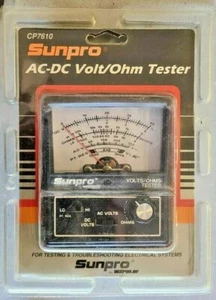 CP7610
Sunpro®
AC-DC Volt/Ohm Tester
Sunpro®
VOLTS/OHMS
TESTER
LO
AC VOLTS
DC
VOLTS
OHMS
FOR TESTING & TROUBLESHOOTING ELECTRICAL SYSTEMS
Sunpro